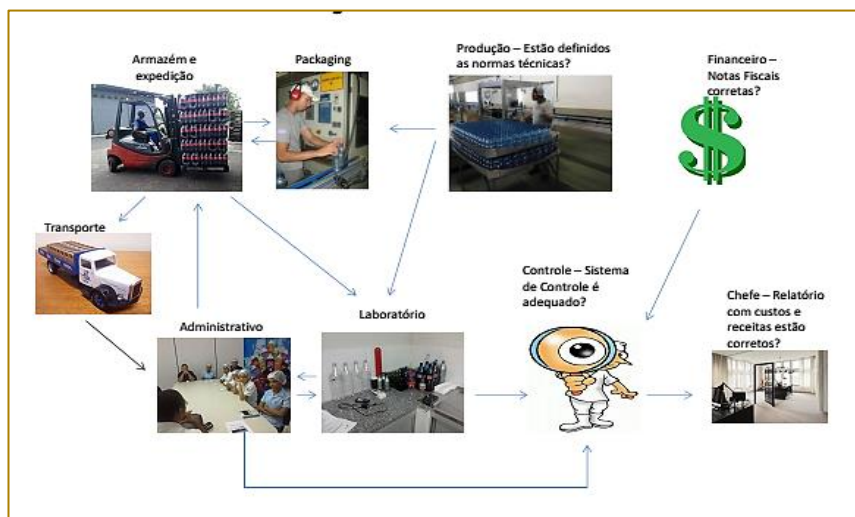 Armazém e
expedição
Packaging
Produção – Estão definidos
as normas técnicas?
Financeiro –
Notas Fiscais
corretas?
Transporte
Administrativo
Laboratório
Controle – Sistema
de Controle é
adequado?
Chefe – Relatório
com custos e
receitas estão
corretos?